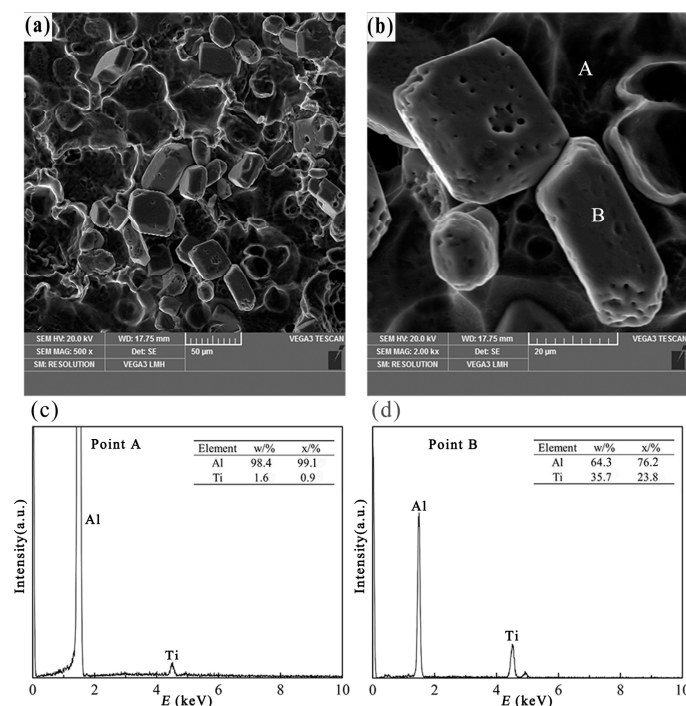 (a)
SEM HV: 20.0 kV WD: 17.75 mm VEGA3 TESCAN
SEM MAG: 500 x Det: SE 50 µm
SM: RESOLUTION VEGA3 LMH
(b)
A
B
SEM HV: 20.0 kV WD: 17.75 mm VEGA3 TESCAN
SEM MAG: 2.00 kx Det: SE 20 µm
SM: RESOLUTION VEGA3 LMH
(c)
Point A
Element w/% x/%
Al 98.4 99.1
Ti 1.6 0.9
Al
Ti
Intensity(a.u.)
0 2 4 6 8 10
E (keV)
(d)
Point B
Element w/% x/%
Al 64.3 76.2
Ti 35.7 23.8
Al
Ti
Intensity(a.u.)
0 2 4 6 8 10
E (keV)